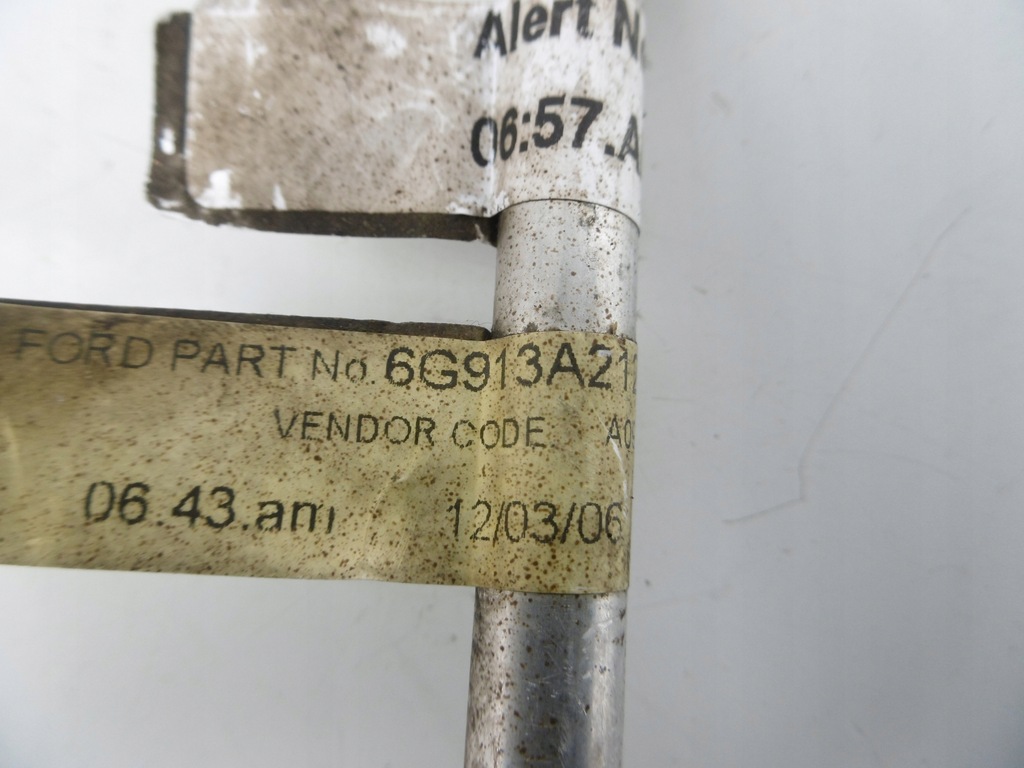 Alert
06:57
FORD PART No. 6G913A21
VENDOR CODE
06.43.am 12/03/06